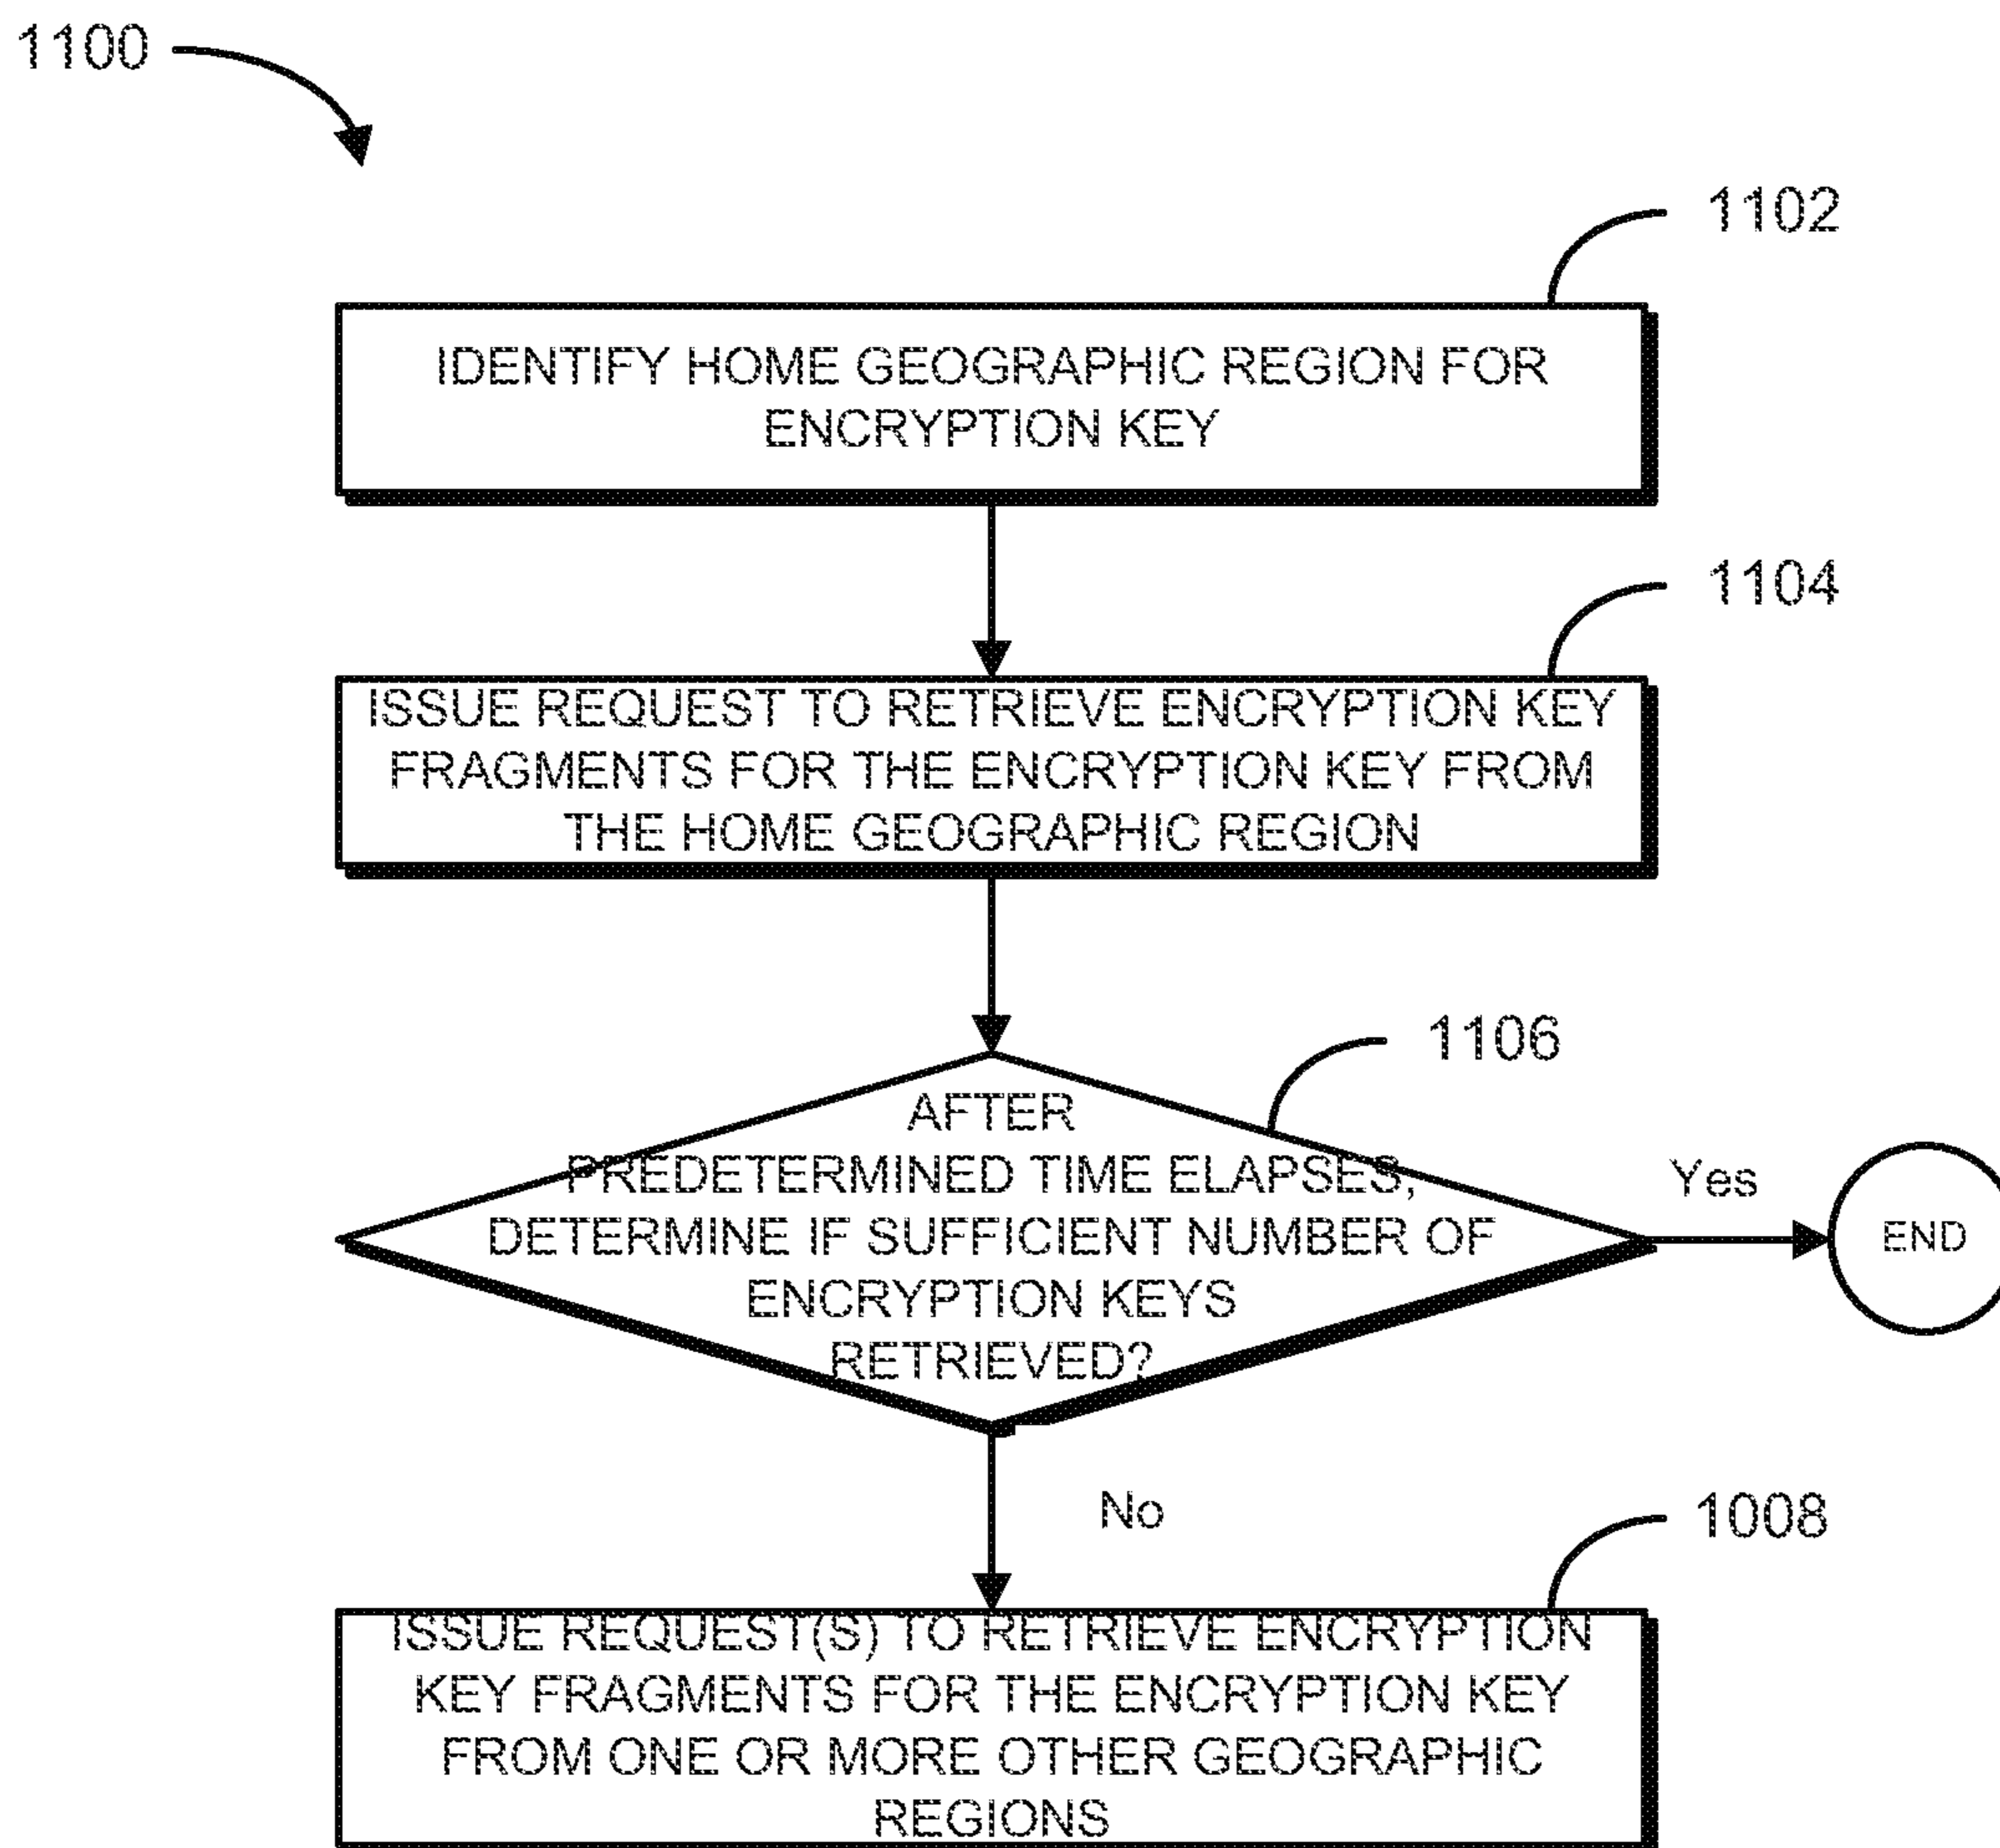 1100
1102
IDENTIFY HOME GEOGRAPHIC REGION FOR
ENCRYPTION KEY
1104
ISSUE REQUEST TO RETRIEVE ENCRYPTION KEY
FRAGMENTS FOR THE ENCRYPTION KEY FROM
THE HOME GEOGRAPHIC REGION
1106
AFTER
PREDETERMINED TIME ELAPSES,
DETERMINE IF SUFFICIENT NUMBER OF
ENCRYPTION KEYS
RETRIEVED?
Yes
END
No
1008
ISSUE REQUEST(S) TO RETRIEVE ENCRYPTION
KEY FRAGMENTS FOR THE ENCRYPTION KEY
FROM ONE OR MORE OTHER GEOGRAPHIC
REGIONS